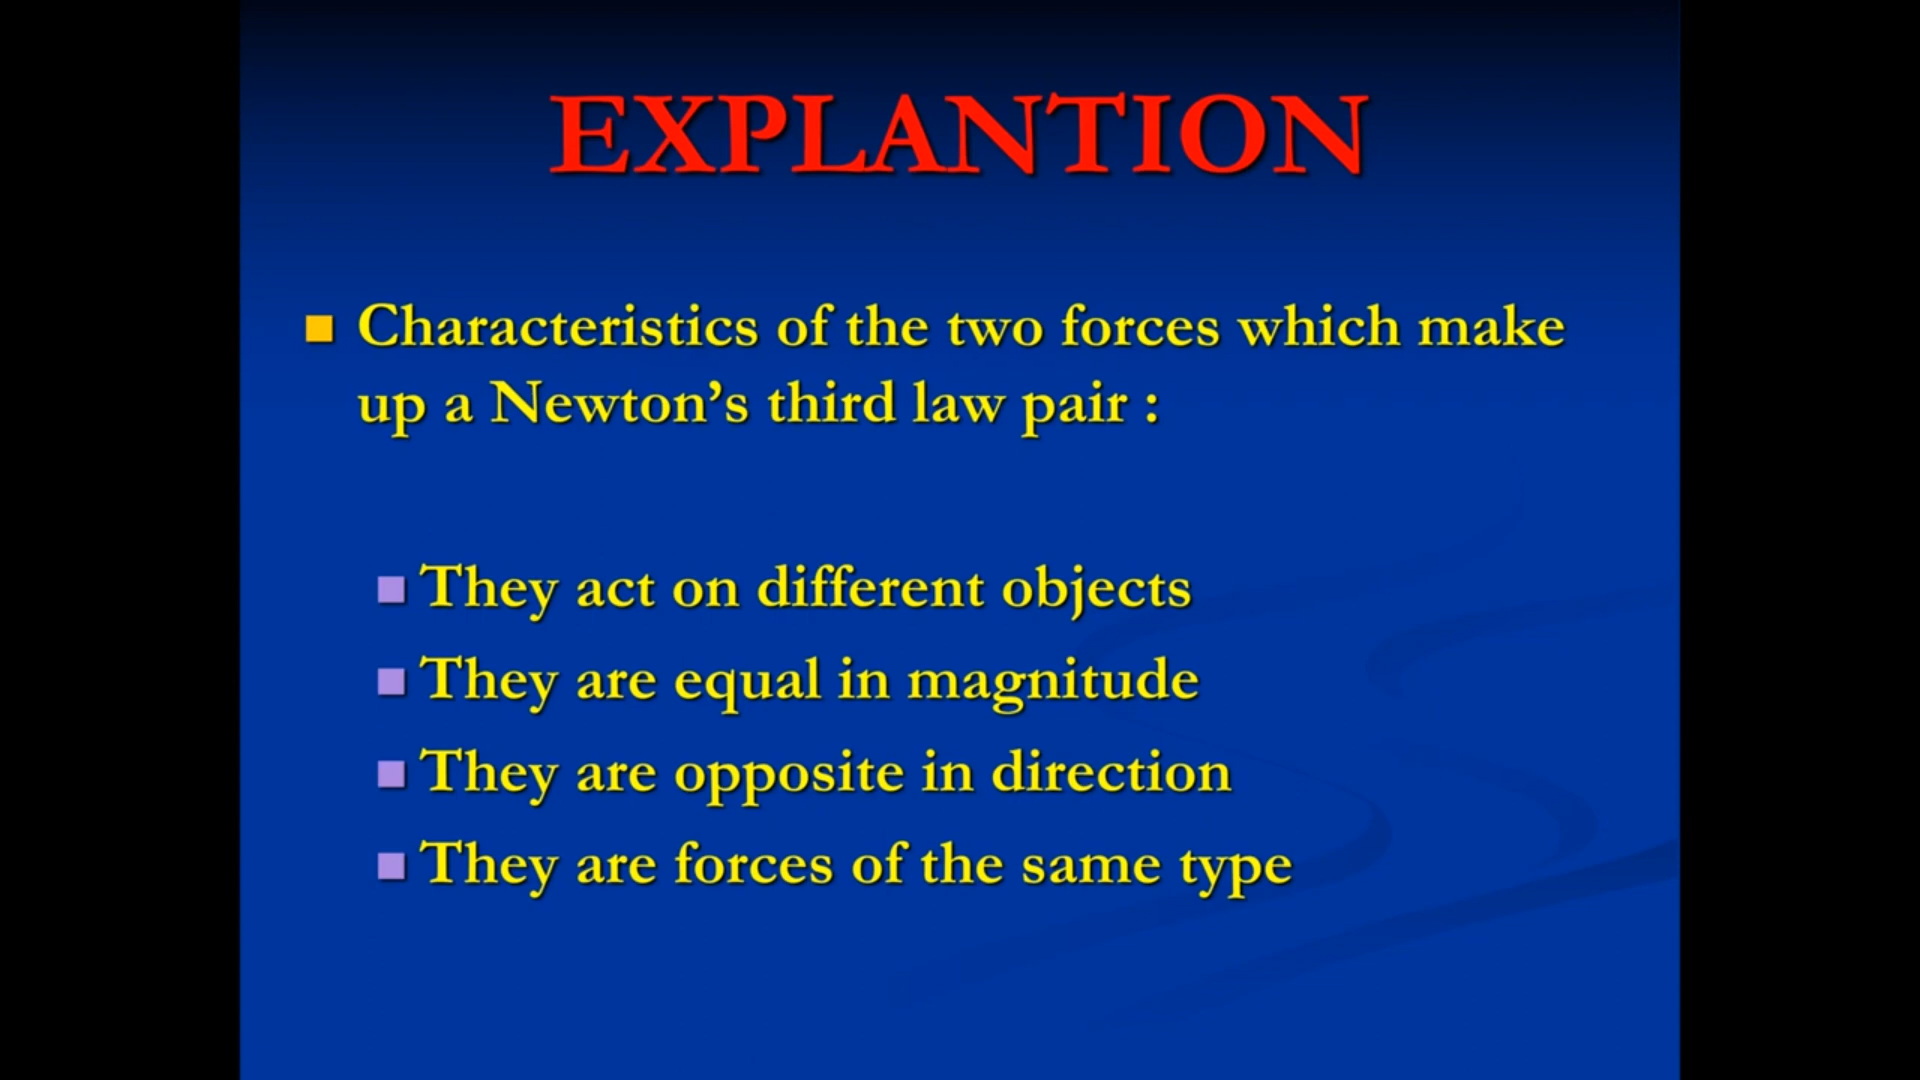 EXPLANTION
Characteristics of the two forces which make
up a Newton’s third law pair :
They act on different objects
They are equal in magnitude
They are opposite in direction
They are forces of the same type